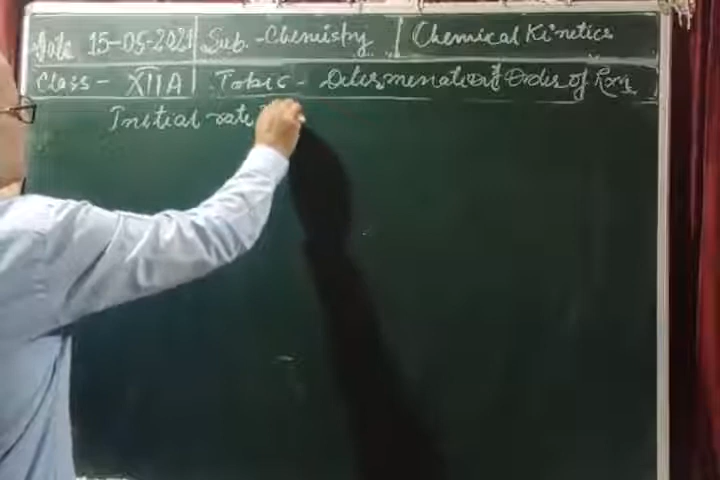 Date 15-05-2021 Sub. - Chemistry Chemical Kinetics
Class - XIIA Topic - Determination of Order of Rxn
Initial rate